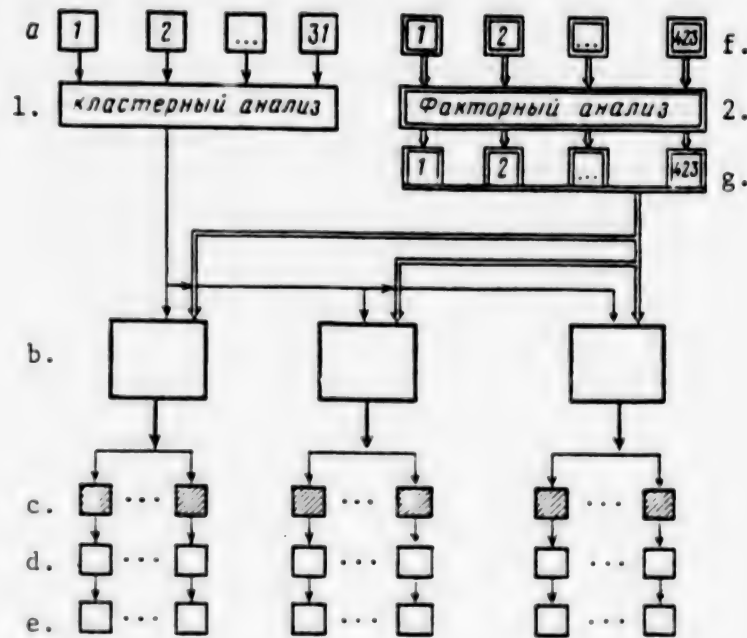 a 1 2 ... 31 1 2 ... 423 f.
1. кластерный анализ Факторный анализ 2.
1 2 ... 423 g.
b.
c. ... ... ...
d. ... ... ...
e. ... ... ...